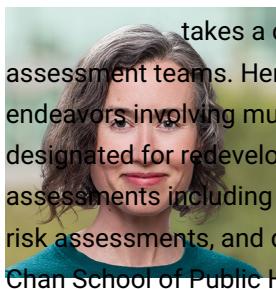 takes a
assessment teams. Her
endeavors involving mu
designated for redevelo
assessments including
risk assessments, and
Chan School of Public H